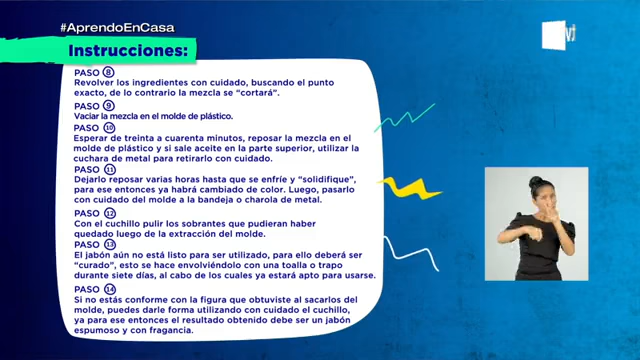 #AprendoEnCasa
Instrucciones:
PASO 8
Revolver los ingredientes con cuidado, buscando el punto
exacto, de lo contrario la mezcla se “cortará”.
PASO 9
Vaciar la mezcla en el molde de plástico.
PASO 10
Esperar de treinta a cuarenta minutos, reposar la mezcla en el
molde de plástico y si sale aceite en la parte superior, utilizar la
cuchara de metal para retirarlo con cuidado.
PASO 11
Dejarlo reposar varias horas hasta que se enfríe y “solidifique”,
para ese entonces ya habrá cambiado de color. Luego, pasarlo
con cuidado del molde a la bandeja o charola de metal.
PASO 12
Con el cuchillo pulir los sobrantes que pudieran haber
quedado luego de la extracción del molde.
PASO 13
El jabón aún no está listo para ser utilizado, para ello deberá ser
“curado”, esto se hace envolviéndolo con una toalla o trapo
durante siete días, al cabo de los cuales ya estará apto para usarse.
PASO 14
Si no estás conforme con la figura que obtuviste al sacarlos del
molde, puedes darle forma utilizando con cuidado el cuchillo,
ya para ese entonces el resultado obtenido debe ser un jabón
espumoso y con fragancia.